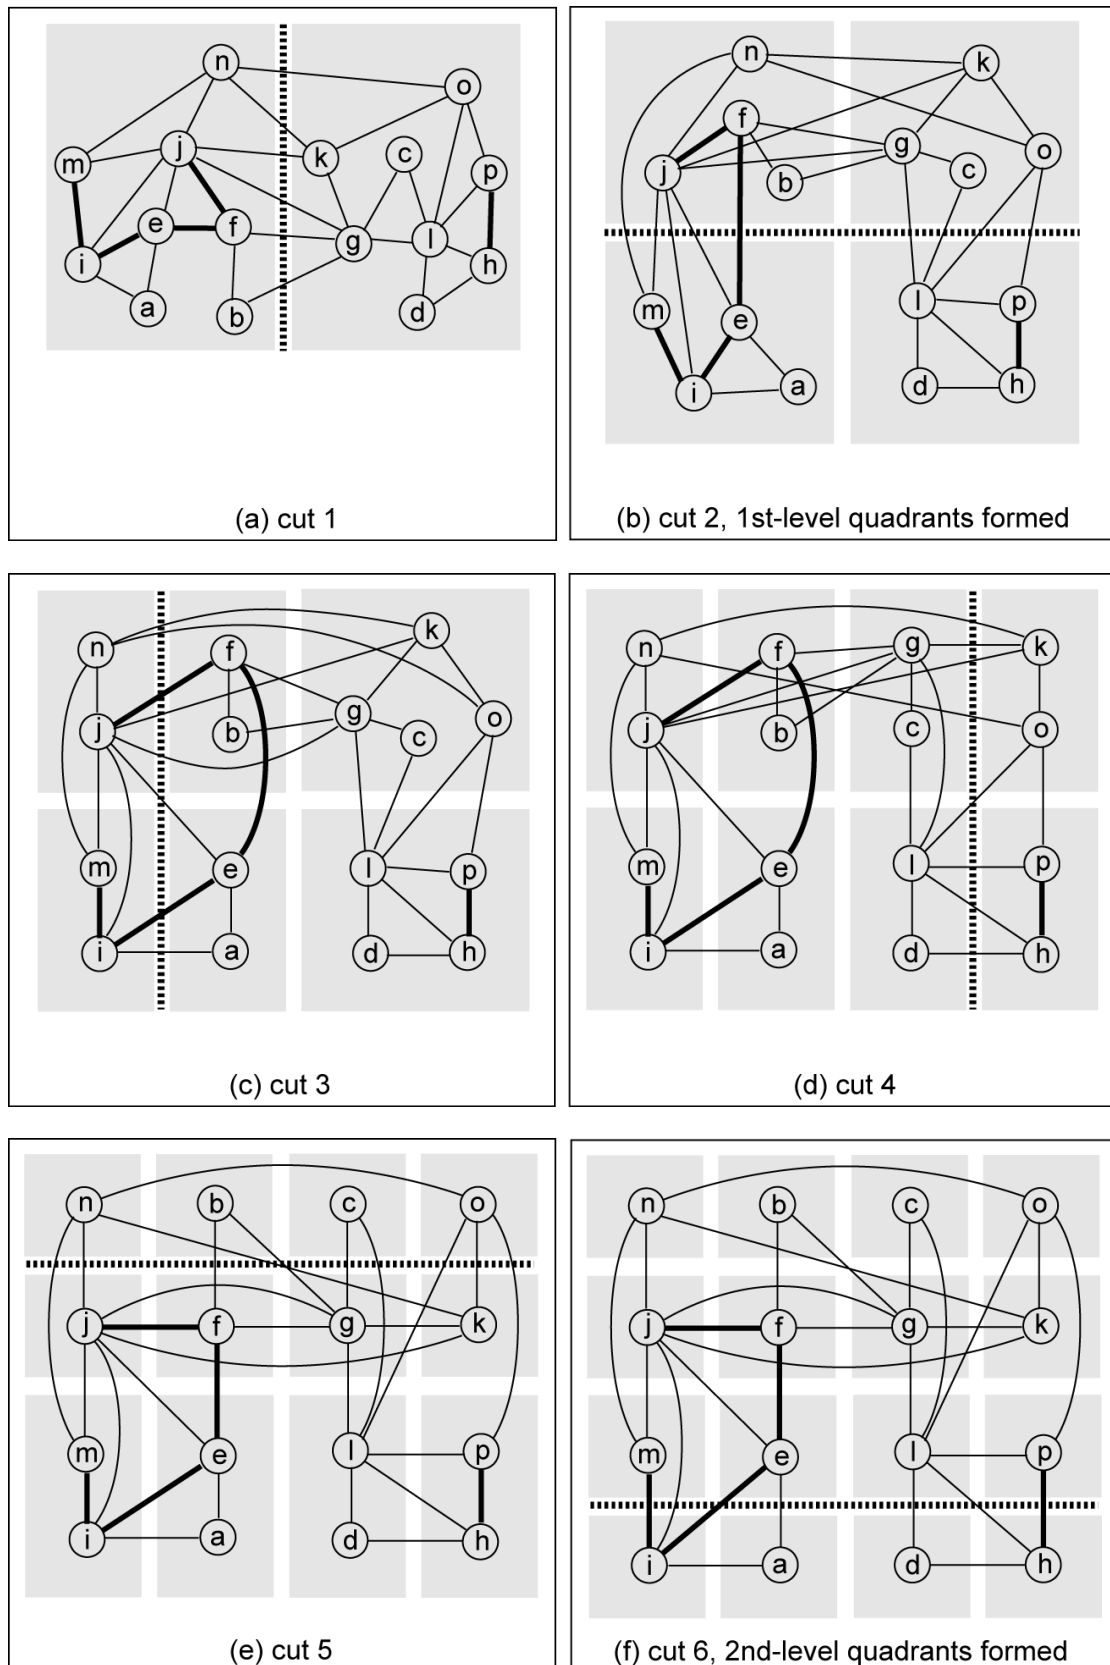 n
o
m j k c p
e f g l h
i
a b d
(a) cut 1
n k
f
j g o
b c
m e l p
i a d h
(b) cut 2, 1st-level quadrants formed
n f k
j b g c o
m e l p
i a d h
(c) cut 3
n f g k
j b c o
m e l p
i a d h
(d) cut 4
n b c o
j f g k
m e l p
i a d h
(e) cut 5
n b c o
j f g k
m e l p
i a d h
(f) cut 6, 2nd-level quadrants formed